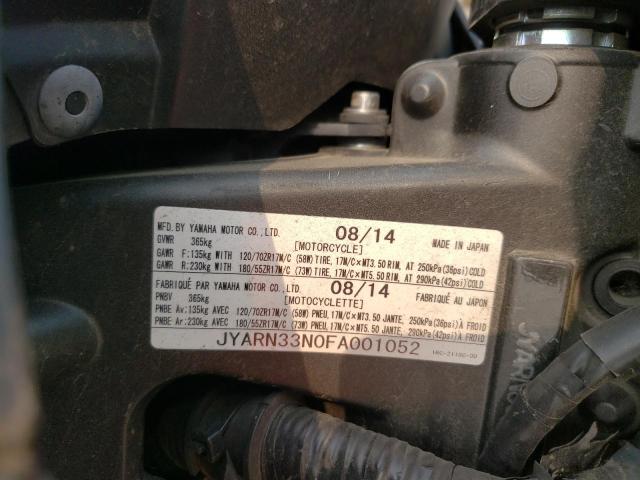 MFD. BY YAMAHA MOTOR CO.,LTD. 08/14 MADE IN JAPAN
GVWR 365kg [MOTORCYCLE]
GAWR F:135kg WITH 120/70ZR17M/C (58W) TIRE, 17M/C×MT3.50 RIM, AT 250kPa(36psi)COLD
GAWR R:230kg WITH 180/55ZR17M/C (73W) TIRE, 17M/C×MT5.50 RIM, AT 290kPa(42psi)COLD
FABRIQUÉ PAR YAMAHA MOTOR CO., LTD. 08/14 FABRIQUÉ AU JAPON
PNBV 365kg [MOTOCYCLETTE]
PNBE Av:135kg AVEC 120/70ZR17M/C (58W) PNEU, 17M/C×MT3.50 JANTE, 250kPa(36psi)À FROID
PNBE Ar:230kg AVEC 180/55ZR17M/C (73W) PNEU, 17M/C×MT5.50 JANTE, 290kPa(42psi)À FROID
JYARN33N0FA001052